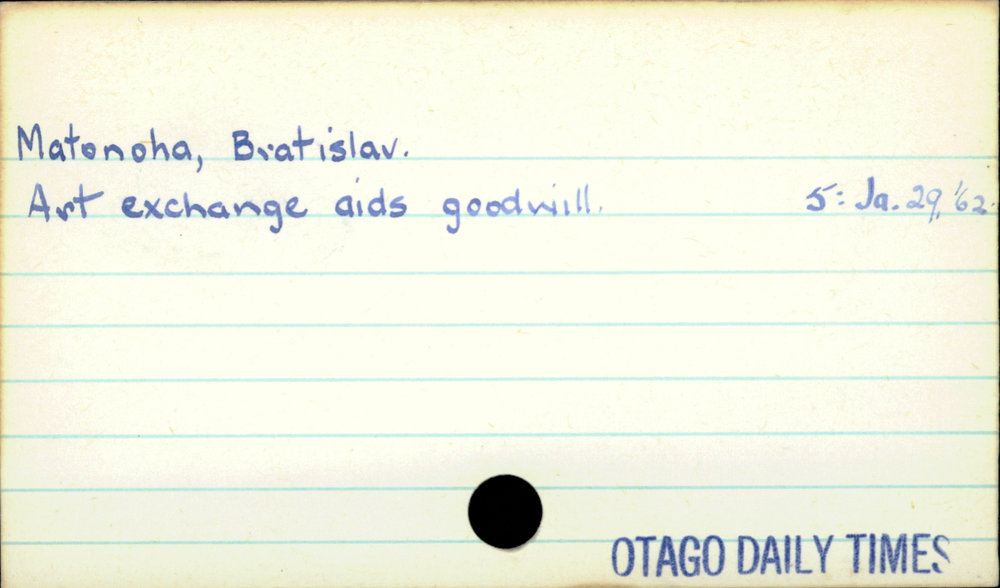 Matonoha, Bratislav.
Art exchange aids goodwill. 5: Ja. 29, '62.
OTAGO DAILY TIMES